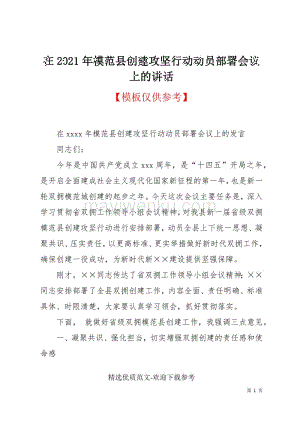 在 2021 年模范县创建攻坚行动动员部署会议
上的讲话
【模板仅供参考】
在 xxxx 年模范县创建攻坚行动动员部署会议上的发言
同志们：
今年是中国共产党成立 xxx 周年，是“十四五”开局之年，
是开启全面建成社会主义现代化国家新征程的第一年，也是新一
轮双拥模范城创建的起步之年。今天这次会议主要任务是，深入
学习贯彻省双拥工作领导小组会议精神，对我县新一届省级双拥
模范县创建攻坚行动进行安排部署，动员全县上下统一思想、凝
聚共识、压实责任，以更高标准、更实举措做好新时代双拥工作，
确保创建一役成功，为新时代新××建设提供坚强保障。
刚才，××同志传达了省双拥工作领导小组会议精神；××
同志安排部署了全县双拥创建工作，内容全面、责任明确、标准
具体、时限清楚，大家要认真学习领会，抓好贯彻落实。
下面，就做好省级双拥模范县创建工作，我强调三点意见。
一、凝聚共识、强化担当，切实增强双拥创建的责任感和使
命感
精选优质范文-欢迎下载参考
第 1 页